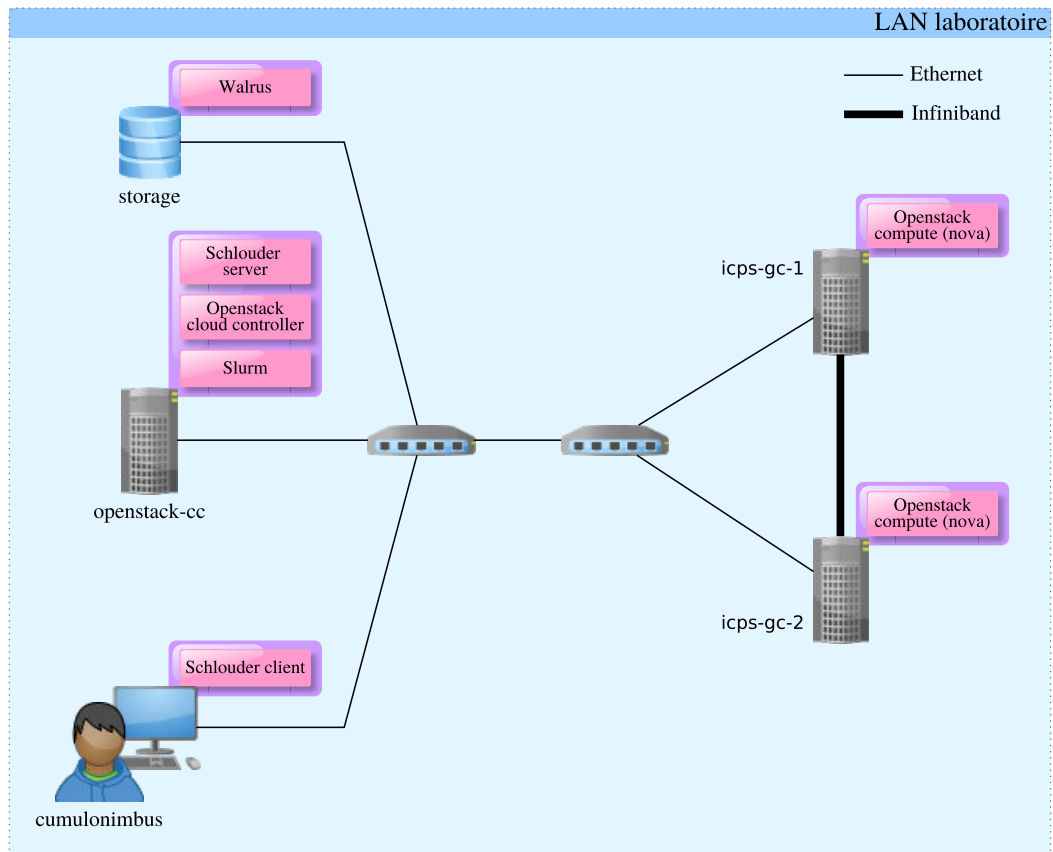 LAN laboratoire
Ethernet
Infiniband
Walrus
storage
Schlouder
server
Openstack
cloud controller
Slurm
openstack-cc
Schlouder client
cumulonimbus
Openstack
compute (nova)
icps-gc-1
Openstack
compute (nova)
icps-gc-2